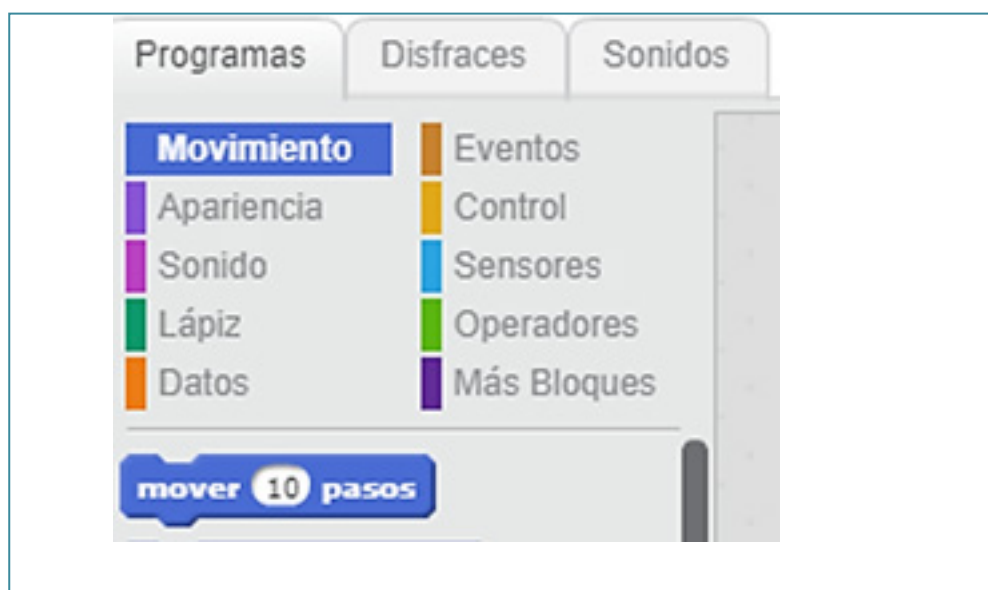 Programas Disfraces Sonidos
Movimiento Eventos
Apariencia Control
Sonido Sensores
Lápiz Operadores
Datos Más Bloques
mover 10 pasos